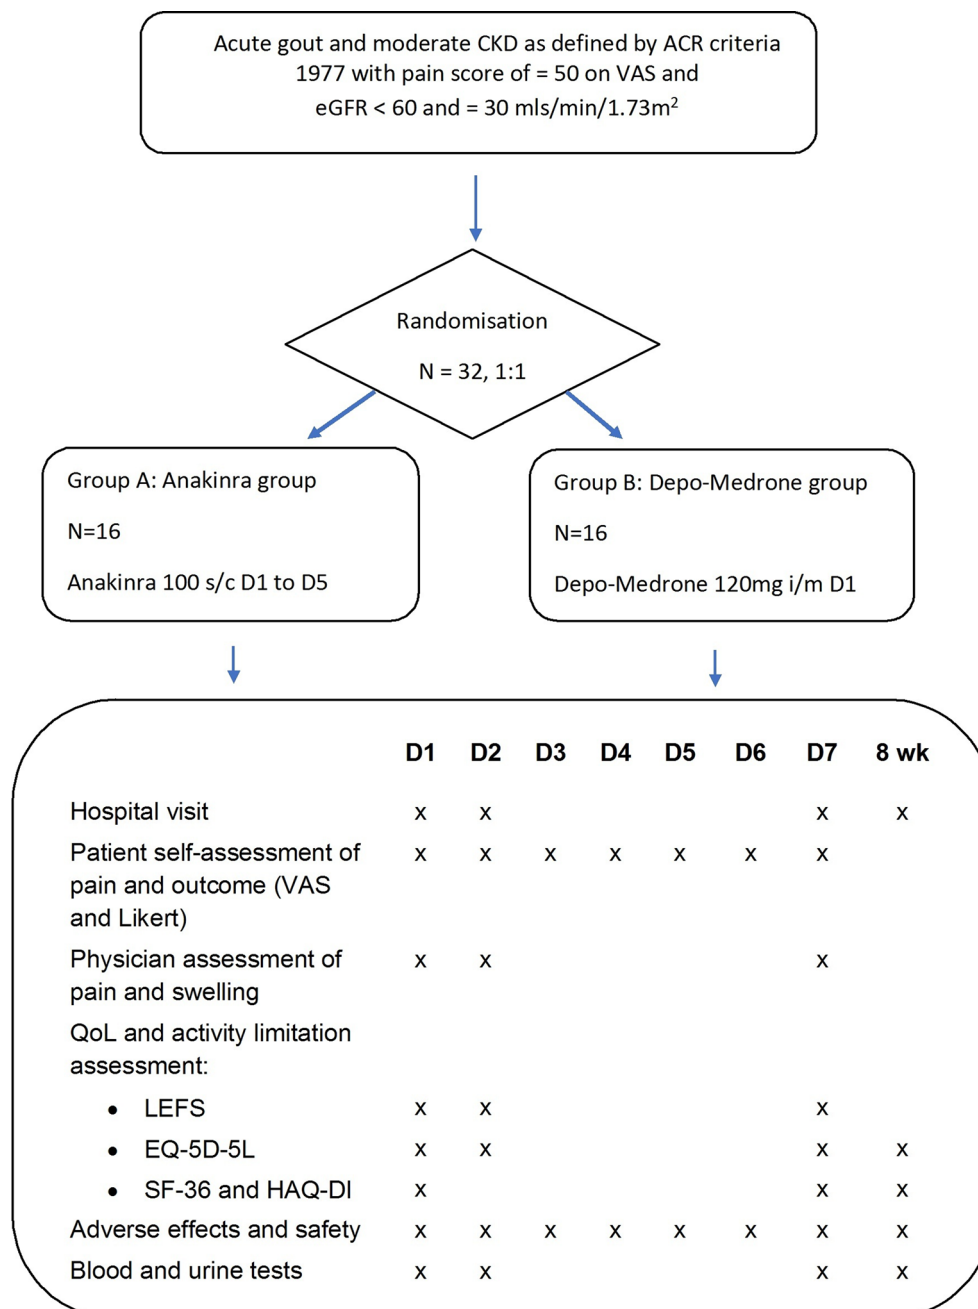 Acute gout and moderate CKD as defined by ACR criteria
1977 with pain score of = 50 on VAS and
eGFR < 60 and = 30 mls/min/1.73m²
Randomisation
N = 32, 1:1
Group A: Anakinra group
N=16
Anakinra 100 s/c D1 to D5
Group B: Depo-Medrone group
N=16
Depo-Medrone 120mg i/m D1
D1 D2 D3 D4 D5 D6 D7 8 wk
Hospital visit x x x x
Patient self-assessment of x x x x x x x
pain and outcome (VAS
and Likert)
Physician assessment of x x x
pain and swelling
QoL and activity limitation
assessment:
• LEFS x x x
• EQ-5D-5L x x x x
• SF-36 and HAQ-DI x x x
Adverse effects and safety x x x x x x x x
Blood and urine tests x x x x